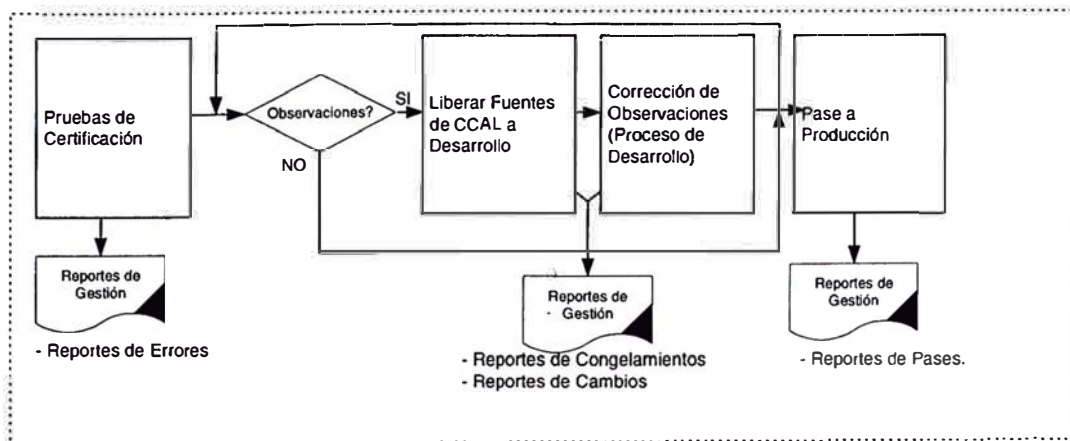 Pruebas de
Certificación
Observaciones?
SI
NO
Liberar Fuentes
de CCAL a
Desarrollo
Corrección de
Observaciones
(Proceso de
Desarrollo)
Pase a
Producción
Reportes de
Gestión
- Reportes de Errores
Reportes de
- Gestión
- Reportes de Congelamientos
- Reportes de Cambios
Reportes de
Gestión
- Reportes de Pases.